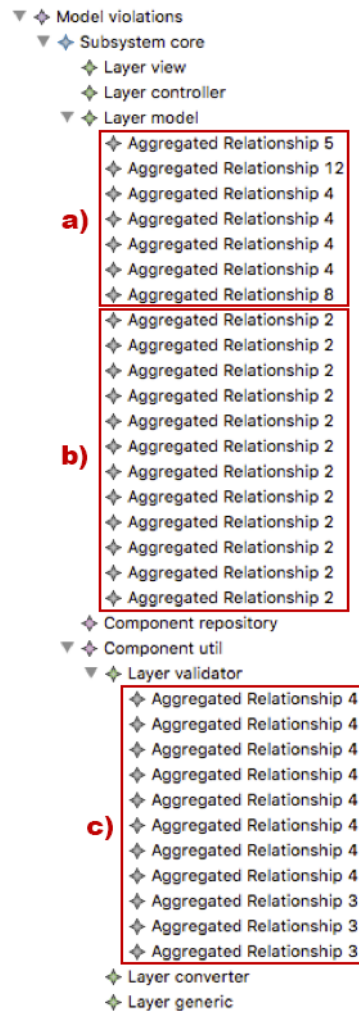 Model violations
Subsystem core
Layer view
Layer controller
Layer model
Aggregated Relationship 5
Aggregated Relationship 12
Aggregated Relationship 4
a) Aggregated Relationship 4
Aggregated Relationship 4
Aggregated Relationship 4
Aggregated Relationship 8
Aggregated Relationship 2
Aggregated Relationship 2
Aggregated Relationship 2
Aggregated Relationship 2
Aggregated Relationship 2
b) Aggregated Relationship 2
Aggregated Relationship 2
Aggregated Relationship 2
Aggregated Relationship 2
Aggregated Relationship 2
Aggregated Relationship 2
Aggregated Relationship 2
Component repository
Component util
Layer validator
Aggregated Relationship 4
Aggregated Relationship 4
Aggregated Relationship 4
Aggregated Relationship 4
Aggregated Relationship 4
c) Aggregated Relationship 4
Aggregated Relationship 4
Aggregated Relationship 4
Aggregated Relationship 3
Aggregated Relationship 3
Aggregated Relationship 3
Layer converter
Layer generic